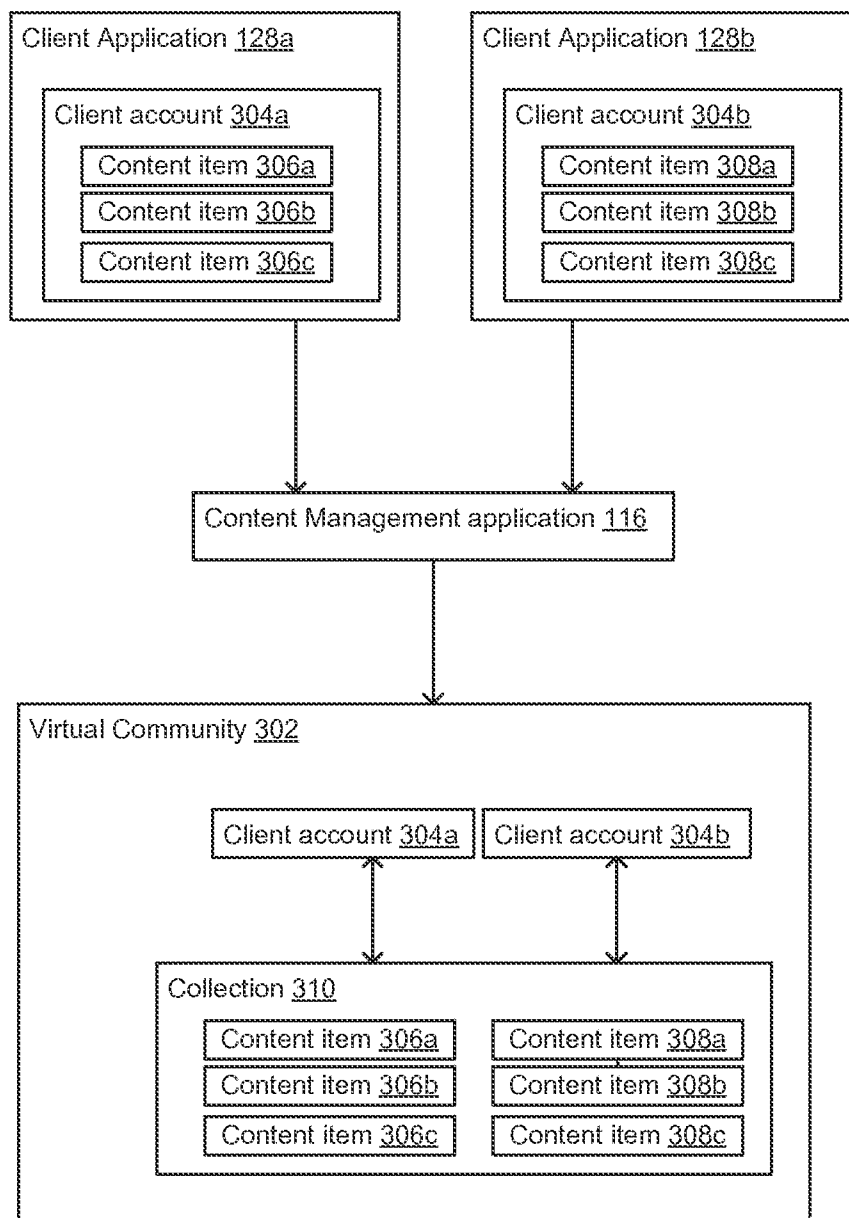 Client Application 128a
Client account 304a
Content item 306a
Content item 306b
Content item 306c
Client Application 128b
Client account 304b
Content item 308a
Content item 308b
Content item 308c
Content Management application 116
Virtual Community 302
Client account 304a
Client account 304b
Collection 310
Content item 306a
Content item 306b
Content item 306c
Content item 308a
Content item 308b
Content item 308c